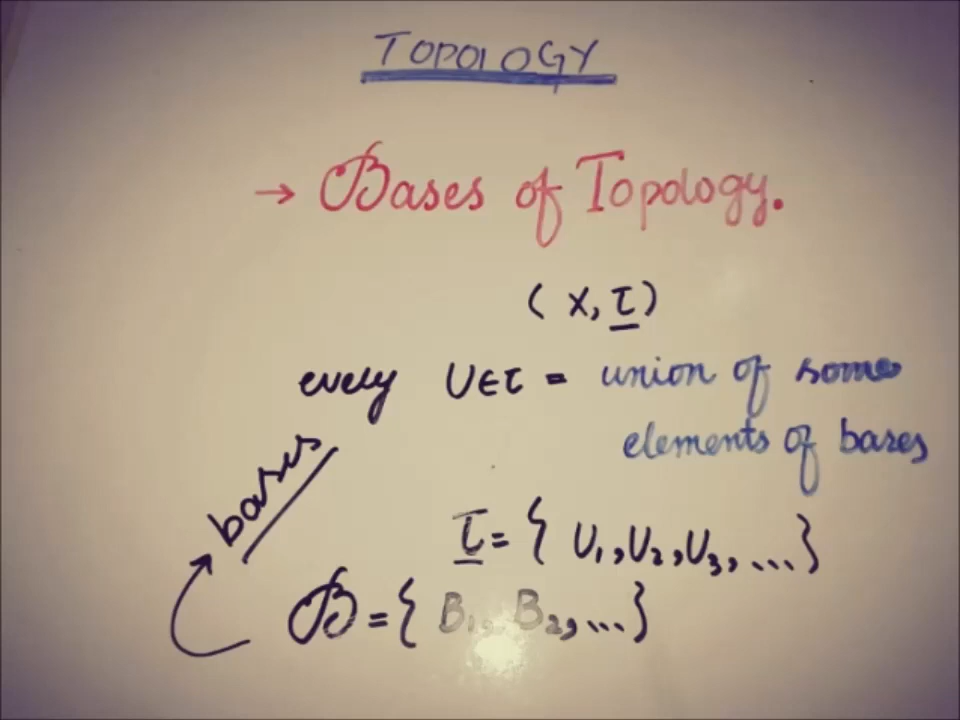 TOPOLOGY
→ Bases of Topology.
(X, τ)
every U∈τ = union of some
elements of bases
bases
τ = { U₁, U₂, U₃, ... }
ℬ = { B₁, B₂, ... }